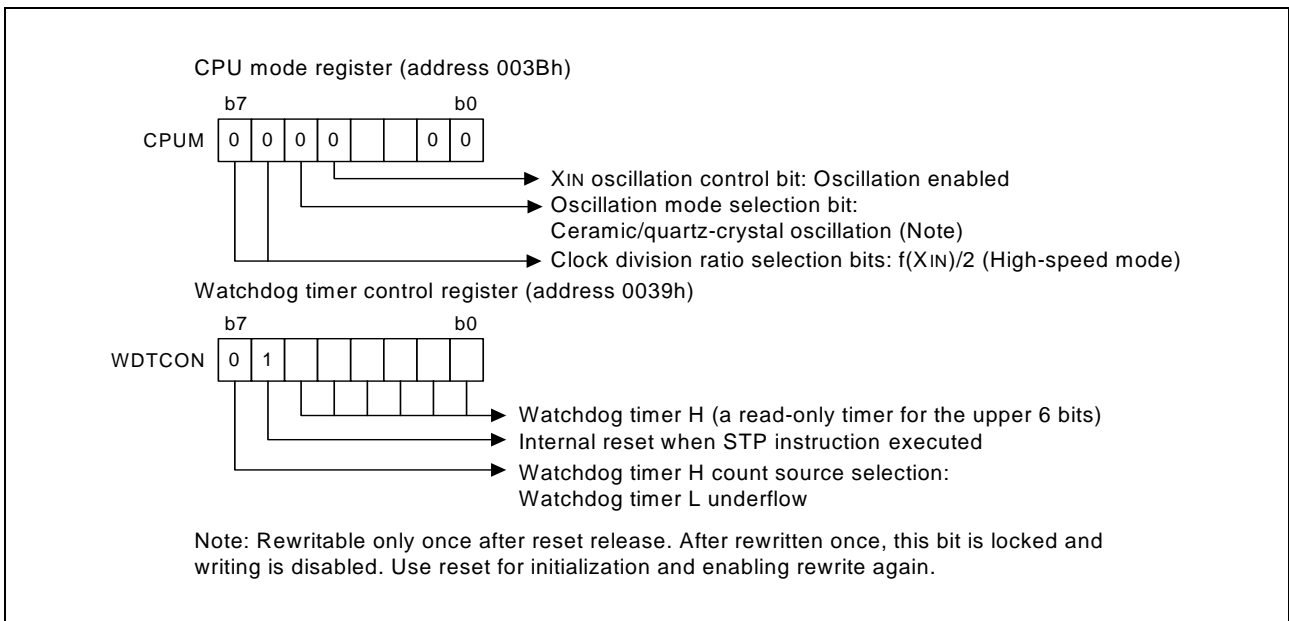 CPU mode register (address 003Bh)
b7 b0
CPUM 0 0 0 0 0 0
XIN oscillation control bit: Oscillation enabled
Oscillation mode selection bit:
Ceramic/quartz-crystal oscillation (Note)
Clock division ratio selection bits: f(XIN)/2 (High-speed mode)
Watchdog timer control register (address 0039h)
b7 b0
WDTCON 0 1
Watchdog timer H (a read-only timer for the upper 6 bits)
Internal reset when STP instruction executed
Watchdog timer H count source selection:
Watchdog timer L underflow
Note: Rewritable only once after reset release. After rewritten once, this bit is locked and
writing is disabled. Use reset for initialization and enabling rewrite again.